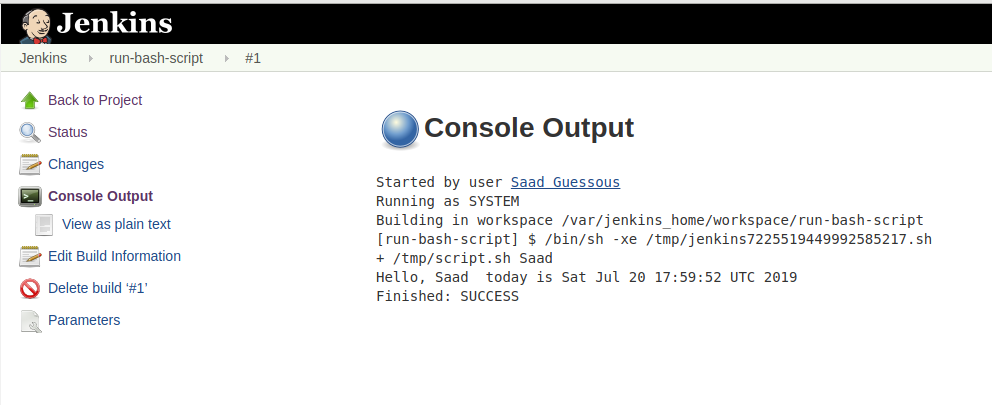 Jenkins
Jenkins run-bash-script #1
Back to Project
Status
Changes
Console Output
View as plain text
Edit Build Information
Delete build ‘#1’
Parameters
Console Output
Started by user Saad Guessous
Running as SYSTEM
Building in workspace /var/jenkins_home/workspace/run-bash-script
[run-bash-script] $ /bin/sh -xe /tmp/jenkins7225519449992585217.sh
+ /tmp/script.sh Saad
Hello, Saad  today is Sat Jul 20 17:59:52 UTC 2019
Finished: SUCCESS